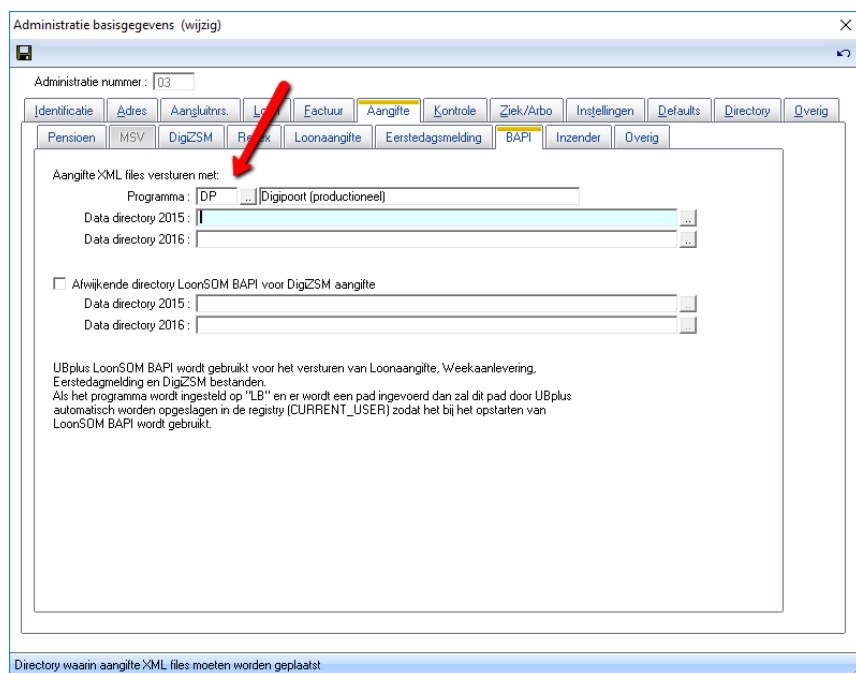 Administratie basisgegevens (wijzig)
Administratie nummer : 03
Identificatie Adres Aansluitnrs. Factuur Aangifte Kontrole Ziek/Arbo Instellingen Defaults Directory Overig
Pensioen MSV DigiZSM Loonaangifte Eerstedagsmelding BAPI Inzender Overig
Aangifte XML files versturen met:
Programma : DP .. Digipoort (productioneel)
Data directory 2015 : ..
Data directory 2016 : ..
Afwijkende directory LoonSOM BAPI voor DigiZSM aangifte
Data directory 2015 : ..
Data directory 2016 : ..
UBplus LoonSOM BAPI wordt gebruikt voor het versturen van Loonaangifte, Weekaanlevering,
Eerstedagmelding en DigiZSM bestanden.
Als het programma wordt ingesteld op "LB" en er wordt een pad ingevoerd dan zal dit pad door UBplus
automatisch worden opgeslagen in de registry (CURRENT_USER) zodat het bij het opstarten van
LoonSOM BAPI wordt gebruikt.
Directory waarin aangifte XML files moeten worden geplaatst